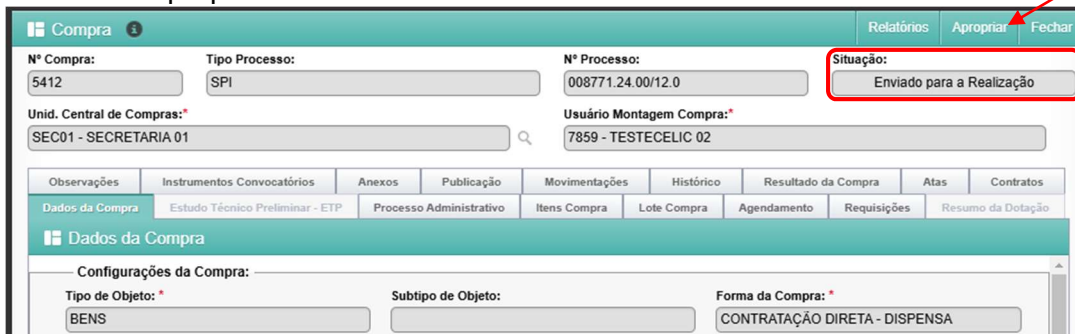 Compra
Relatórios Apropriar Fechar
Nº Compra: Tipo Processo: Nº Processo: Situação:
5412 SPI 008771.24.00/12.0 Enviado para a Realização
Unid. Central de Compras:* Usuário Montagem Compra:*
SEC01 - SECRETARIA 01 7859 - TESTECELIC 02
Observações Instrumentos Convocatórios Anexos Publicação Movimentações Histórico Resultado da Compra Atas Contratos
Dados da Compra Estudo Técnico Preliminar - ETP Processo Administrativo Itens Compra Lote Compra Agendamento Requisições Resumo da Dotação
Dados da Compra
Configurações da Compra:
Tipo de Objeto: * Subtipo de Objeto: Forma da Compra: *
BENS CONTRATAÇÃO DIRETA - DISPENSA